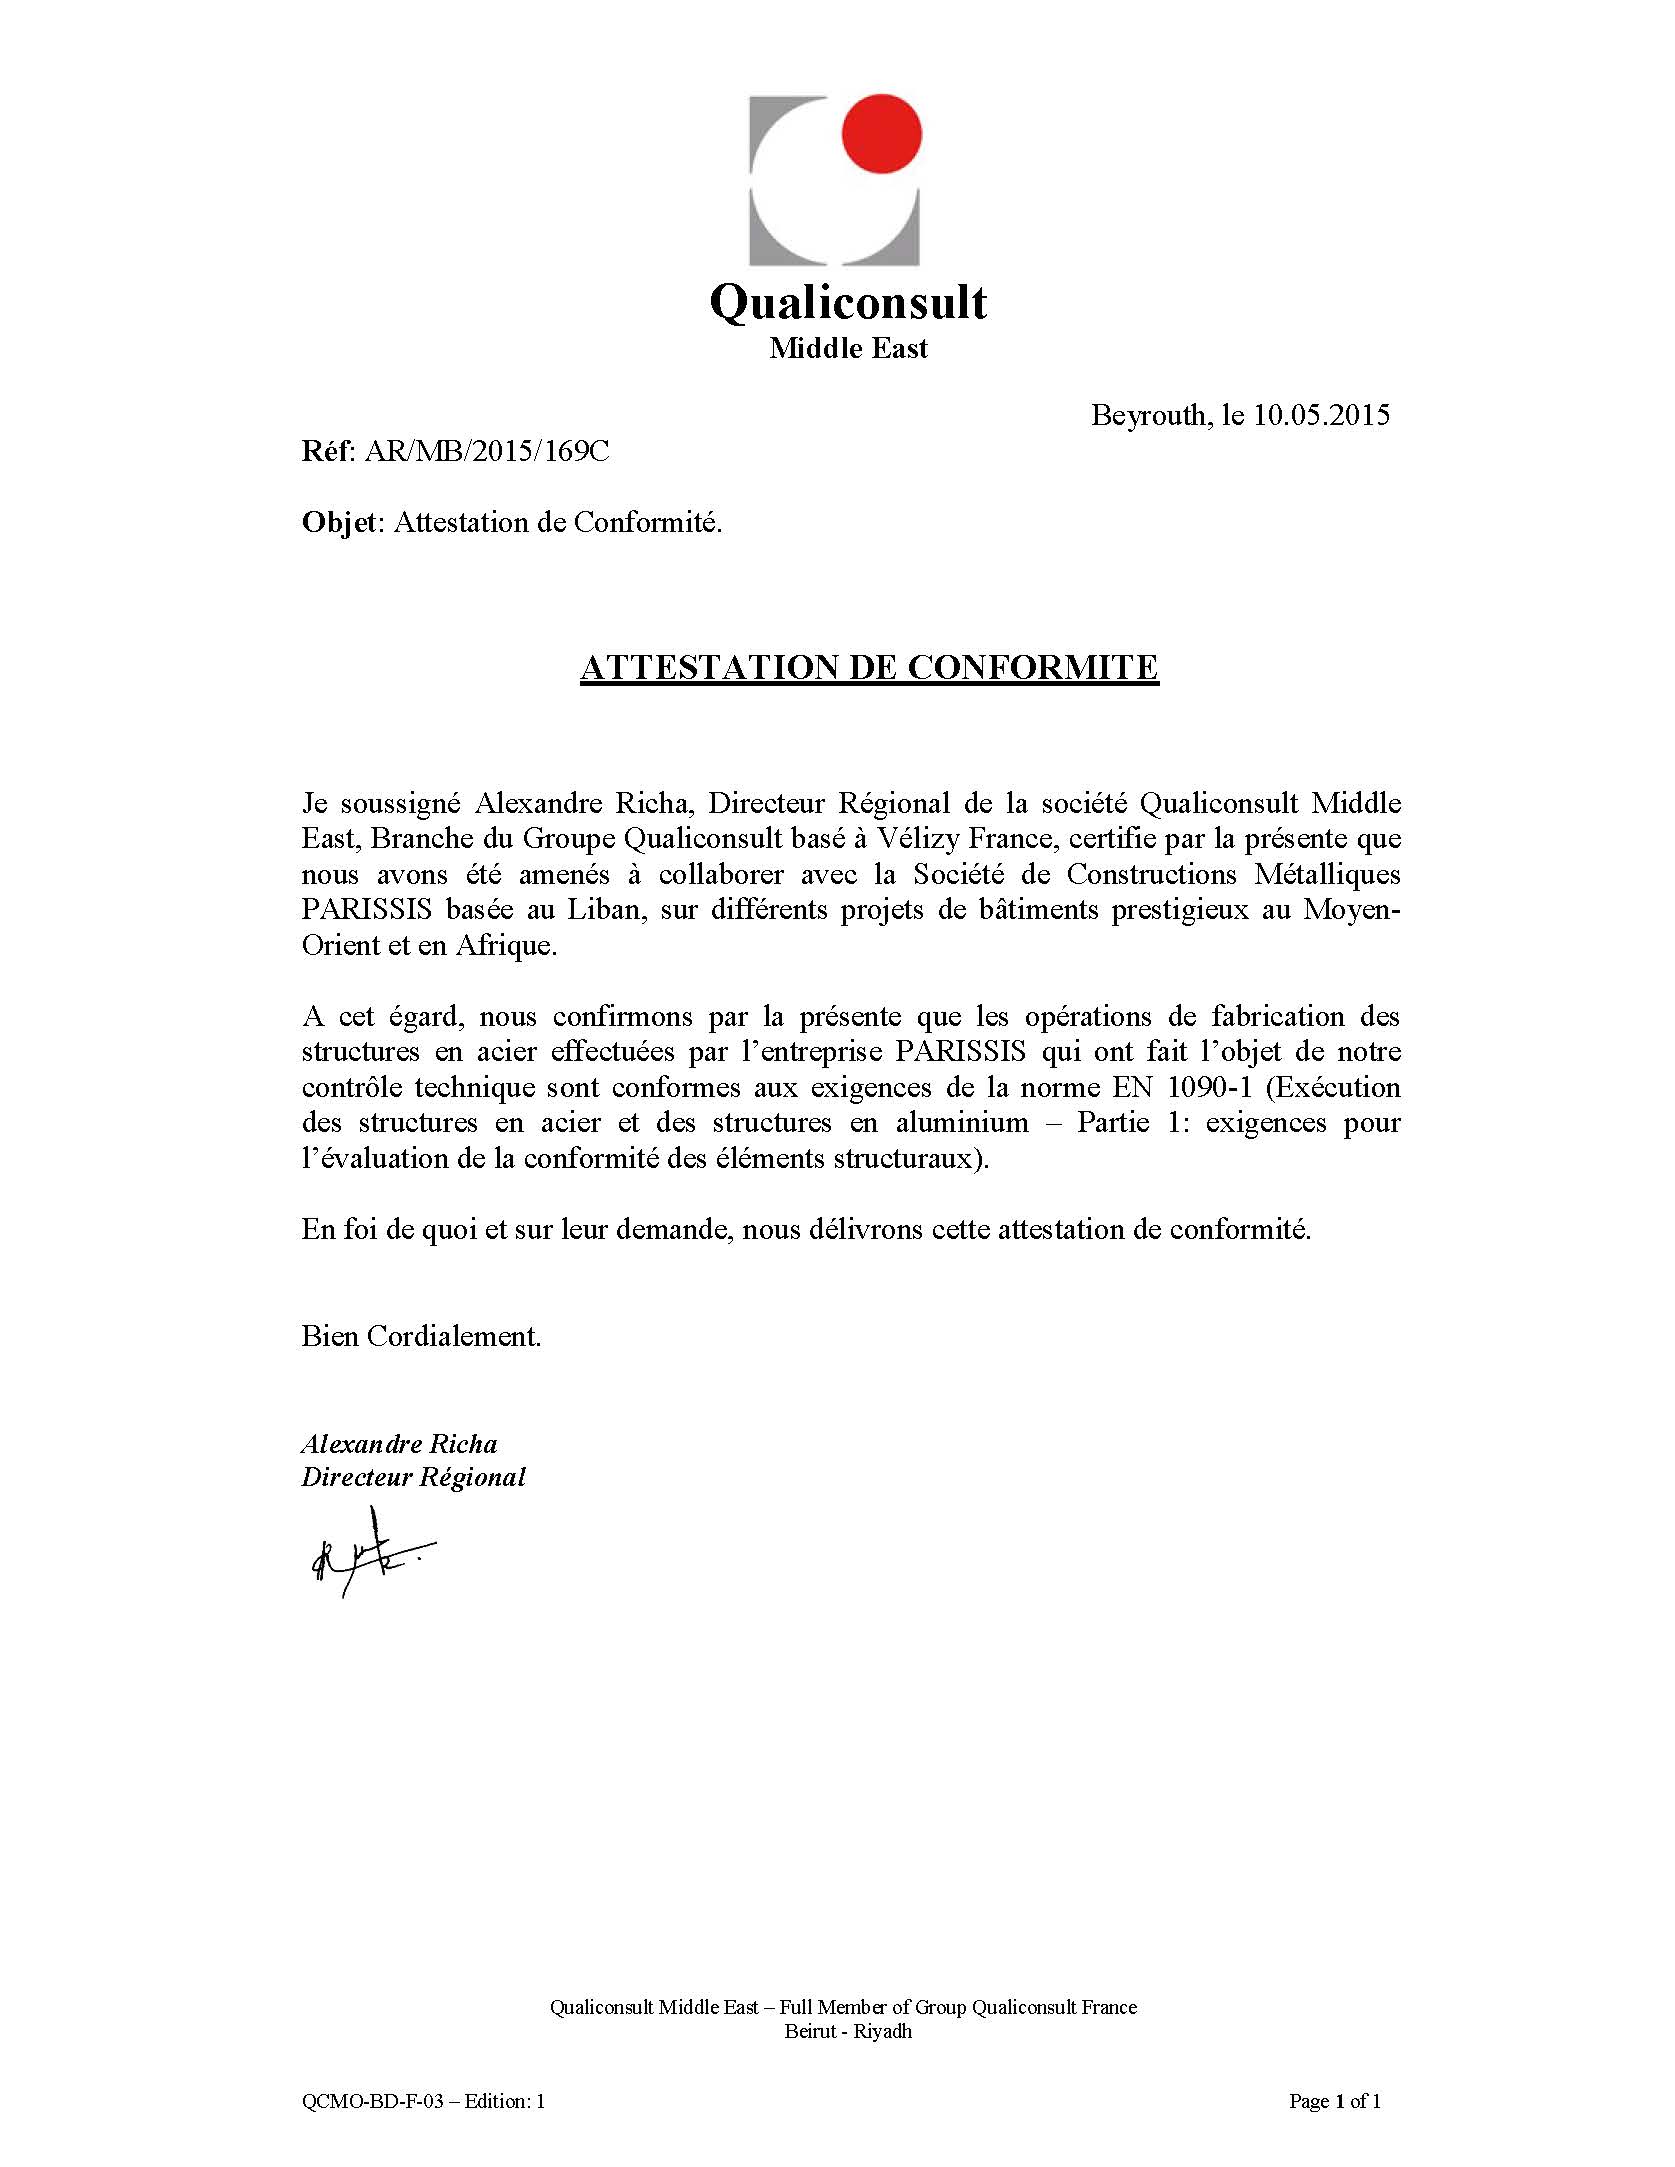 Qualiconsult
Middle East
Beyrouth, le 10.05.2015
Réf: AR/MB/2015/169C
Objet: Attestation de Conformité.
ATTESTATION DE CONFORMITE
Je soussigné Alexandre Richa, Directeur Régional de la société Qualiconsult Middle
East, Branche du Groupe Qualiconsult basé à Vélizy France, certifie par la présente que
nous avons été amenés à collaborer avec la Société de Constructions Métalliques
PARISSIS basée au Liban, sur différents projets de bâtiments prestigieux au Moyen-
Orient et en Afrique.
A cet égard, nous confirmons par la présente que les opérations de fabrication des
structures en acier effectuées par l’entreprise PARISSIS qui ont fait l’objet de notre
contrôle technique sont conformes aux exigences de la norme EN 1090-1 (Exécution
des structures en acier et des structures en aluminium – Partie 1: exigences pour
l’évaluation de la conformité des éléments structuraux).
En foi de quoi et sur leur demande, nous délivrons cette attestation de conformité.
Bien Cordialement.
Alexandre Richa
Directeur Régional
Qualiconsult Middle East – Full Member of Group Qualiconsult France
Beirut - Riyadh
QCMO-BD-F-03 – Edition: 1
Page 1 of 1